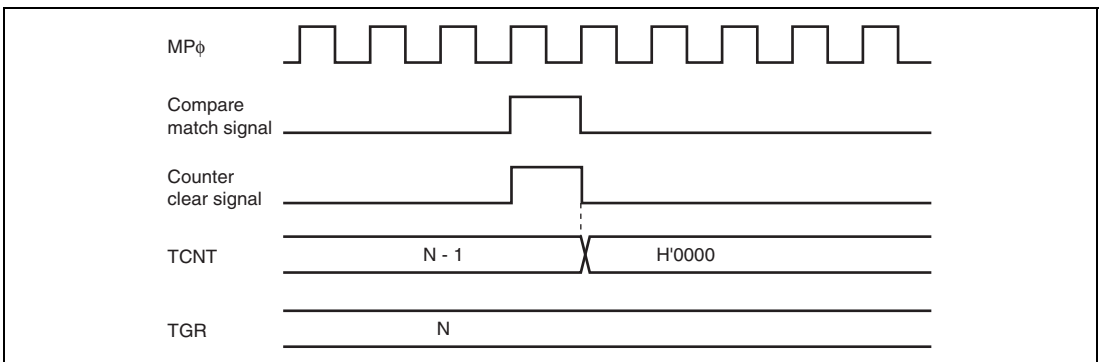 MPφ
Compare
match signal
Counter
clear signal
TCNT
N - 1
H'0000
TGR
N